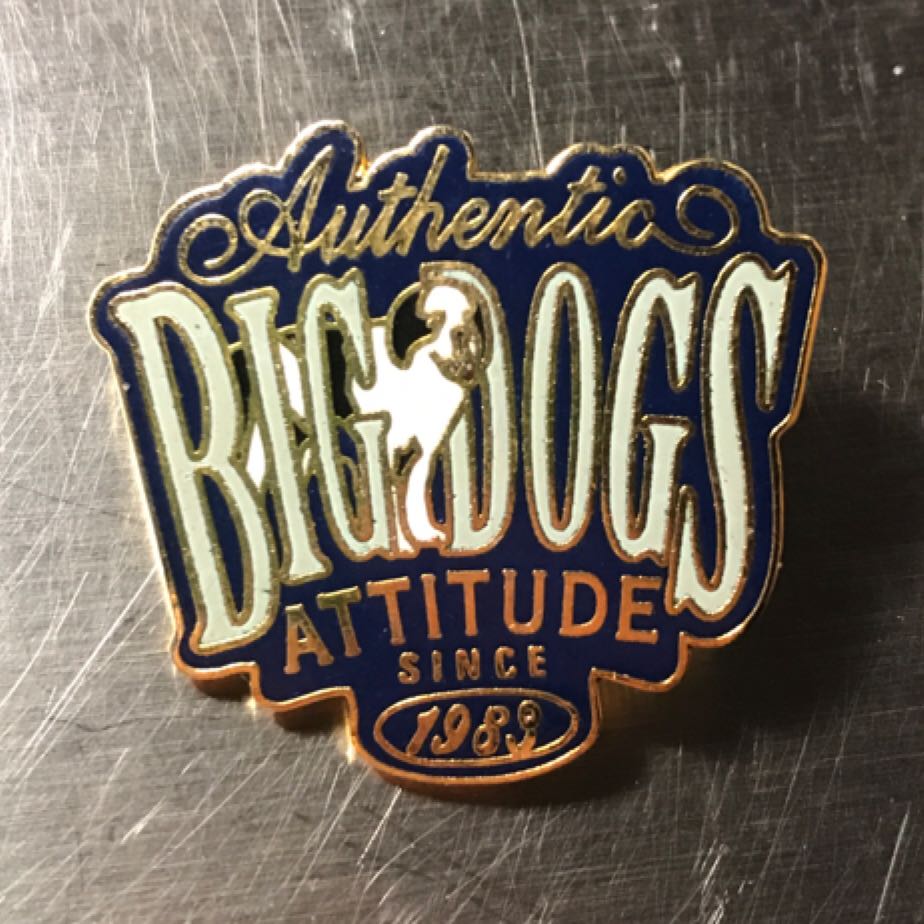 Authentic
BIG DOGS
ATTITUDE
SINCE
1983